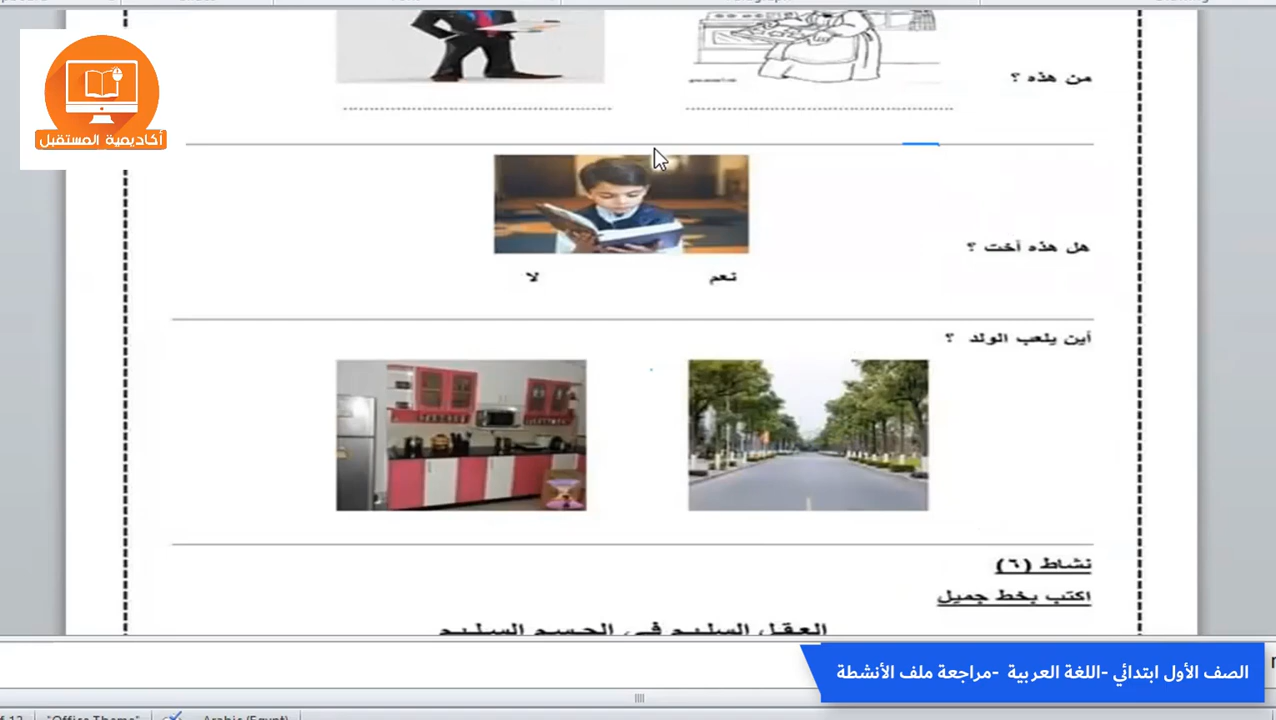 من هذه ؟
أكاديمية المستقبل
هل هذه أخت ؟
نعم
لا
أين يلعب الولد ؟
نشاط (٦)
اكتب بخط جميل
العقل السليم في الجسم السليم
الصف الأول ابتدائي -اللغة العربية -مراجعة ملف الأنشطة
"Office Theme"
Arabic (Egypt)